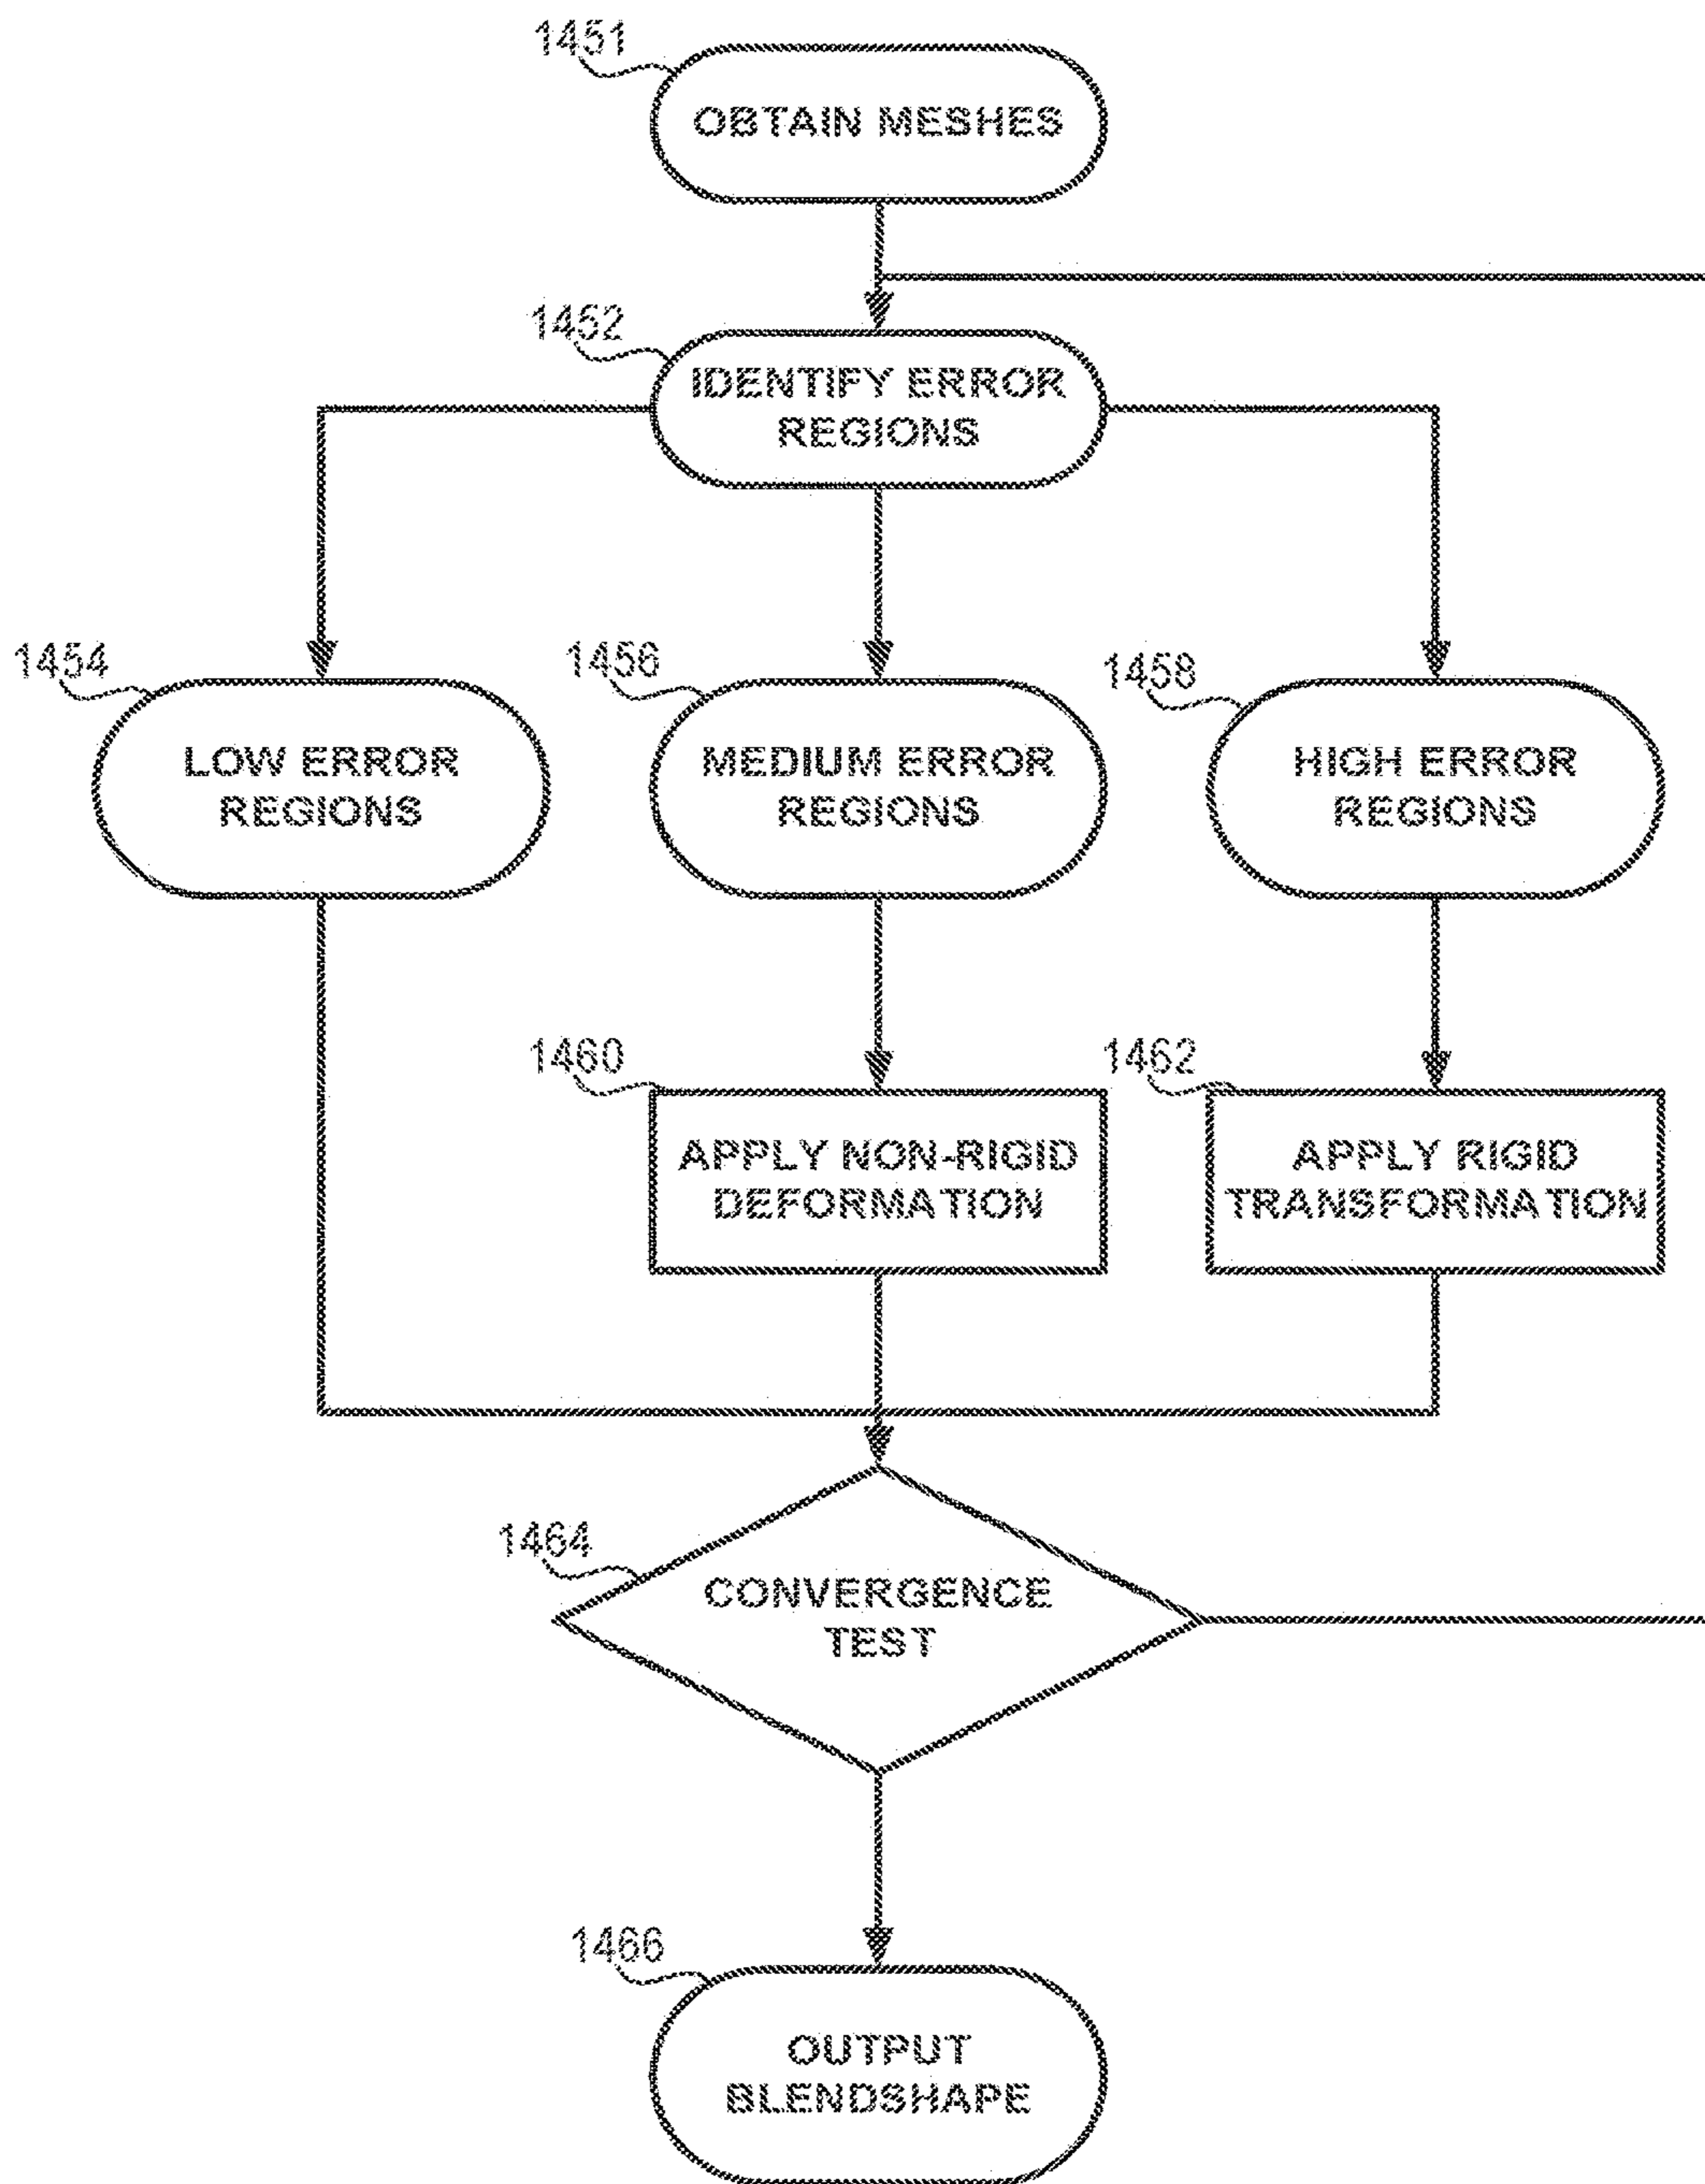 1451
OBTAIN MESHES
1452
IDENTIFY ERROR
REGIONS
1454
LOW ERROR
REGIONS
1456
MEDIUM ERROR
REGIONS
1458
HIGH ERROR
REGIONS
1460
APPLY NON-RIGID
DEFORMATION
1462
APPLY RIGID
TRANSFORMATION
1464
CONVERGENCE
TEST
1466
OUTPUT
BLENDSHAPE